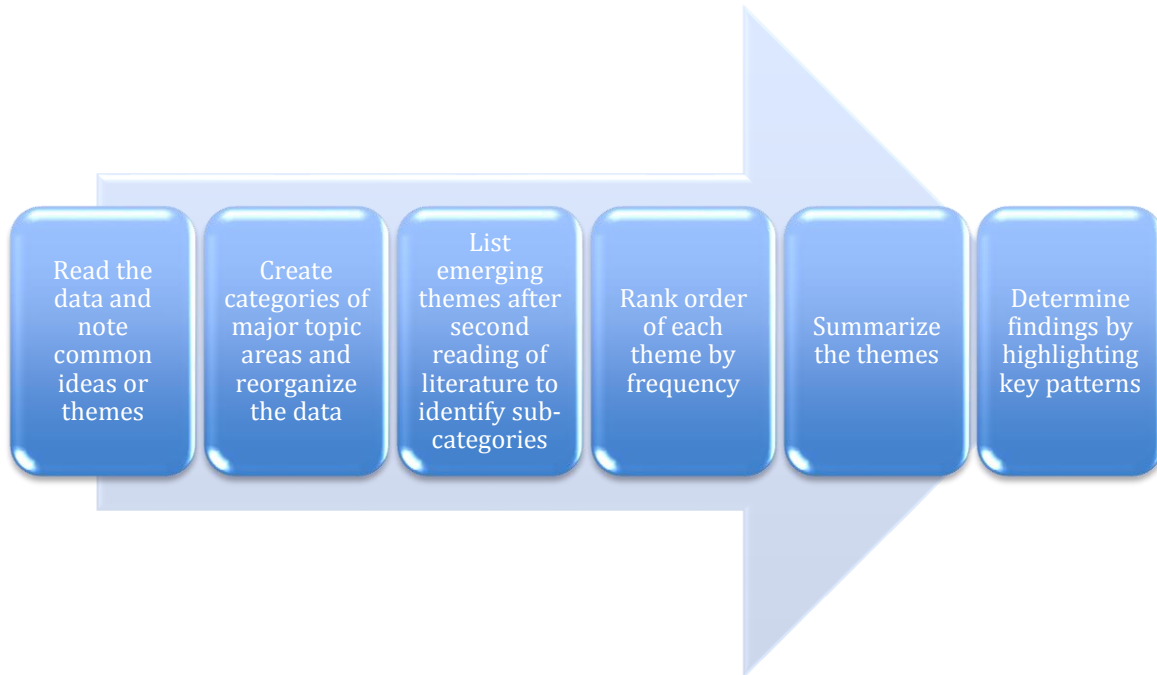 Read the
data and
note
common
ideas or
themes
Create
categories of
major topic
areas and
reorganize
the data
List
emerging
themes after
second
reading of
literature to
identify sub-
categories
Rank order
of each
theme by
frequency
Summarize
the themes
Determine
findings by
highlighting
key patterns